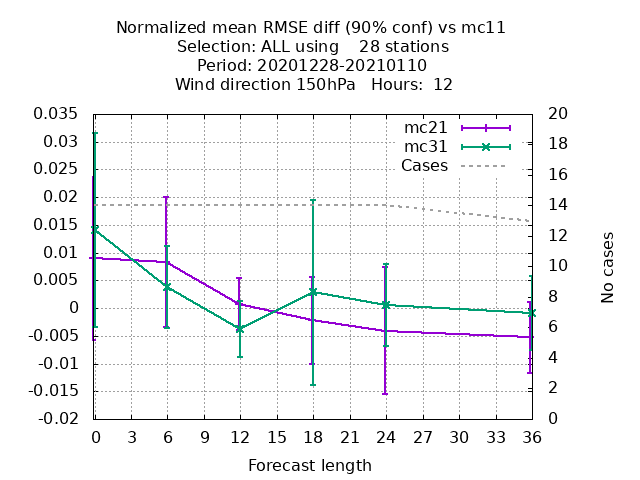 Normalized mean RMSE diff (90% conf) vs mc11
Selection: ALL using    28 stations
Period: 20201228-20210110
Wind direction 150hPa   Hours:  12
mc21
mc31
Cases
0.035
0.03
0.025
0.02
0.015
0.01
0.005
0
-0.005
-0.01
-0.015
-0.02
20
18
16
14
12
10
8
6
4
2
0
No cases
0 3 6 9 12 15 18 21 24 27 30 33 36
Forecast length